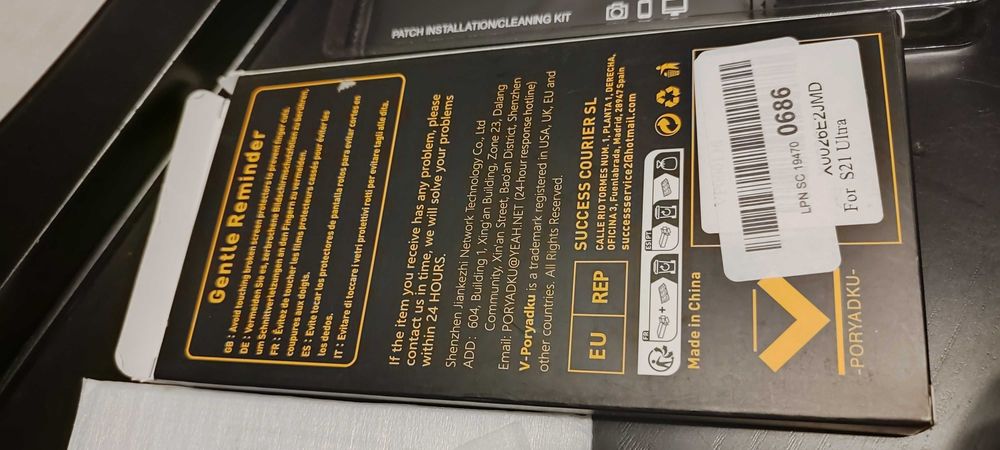 PATCH INSTALLATION/CLEANING KIT
Gentle Reminder
GB : Avoid touching broken screen protectors to prevent finger cuts.
DE : Vermeiden Sie es, zerbrochene Bildschirmschutzfolien zu berühren,
um Schnittverletzungen an den Fingern zu vermeiden.
FR : Évitez de toucher les films protecteurs cassés pour éviter les
coupures aux doigts.
ES : Evite tocar los protectores de pantalla rotos para evitar cortes en
los dedos.
IT : Evitare di toccare i vetri protettivi rotti per evitare tagli alle dita.
If the item you receive has any problem, please
contact us in time, we will solve your problems
within 24 HOURS.
Shenzhen Jiankezhi Network Technology Co., Ltd
ADD : 604, Building 1, Xing'an Building, Zone 23, Dalang
Community, Xin'an Street, Bao'an District, Shenzhen
Email: PORYADKU@YEAH.NET (24-hour response hotline)
V-Poryadku is a trademark registered in USA, UK, EU and
other countries. All Rights Reserved.
EU REP
SUCCESS COURIER SL
CALLE RIO TORMES NUM. 1, PLANTA 1, DERECHA,
OFICINA 3, Fuenlabrada, Madrid, 28947 Spain
successservice2@hotmail.com
FR
ES|PT
Made in China
LPN SC 19470 0686
X0026E2JMD
For S21 Ultra
-PORYADKU-